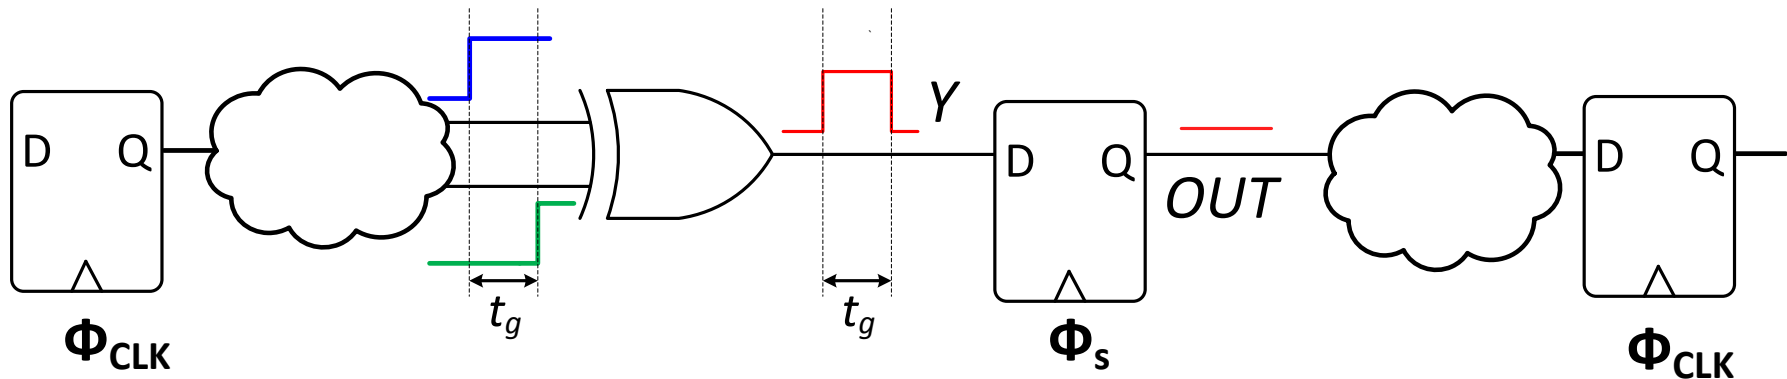 D Q
Φ_CLK
t_g
t_g
Y
D Q
Φ_s
OUT
D Q
Φ_CLK